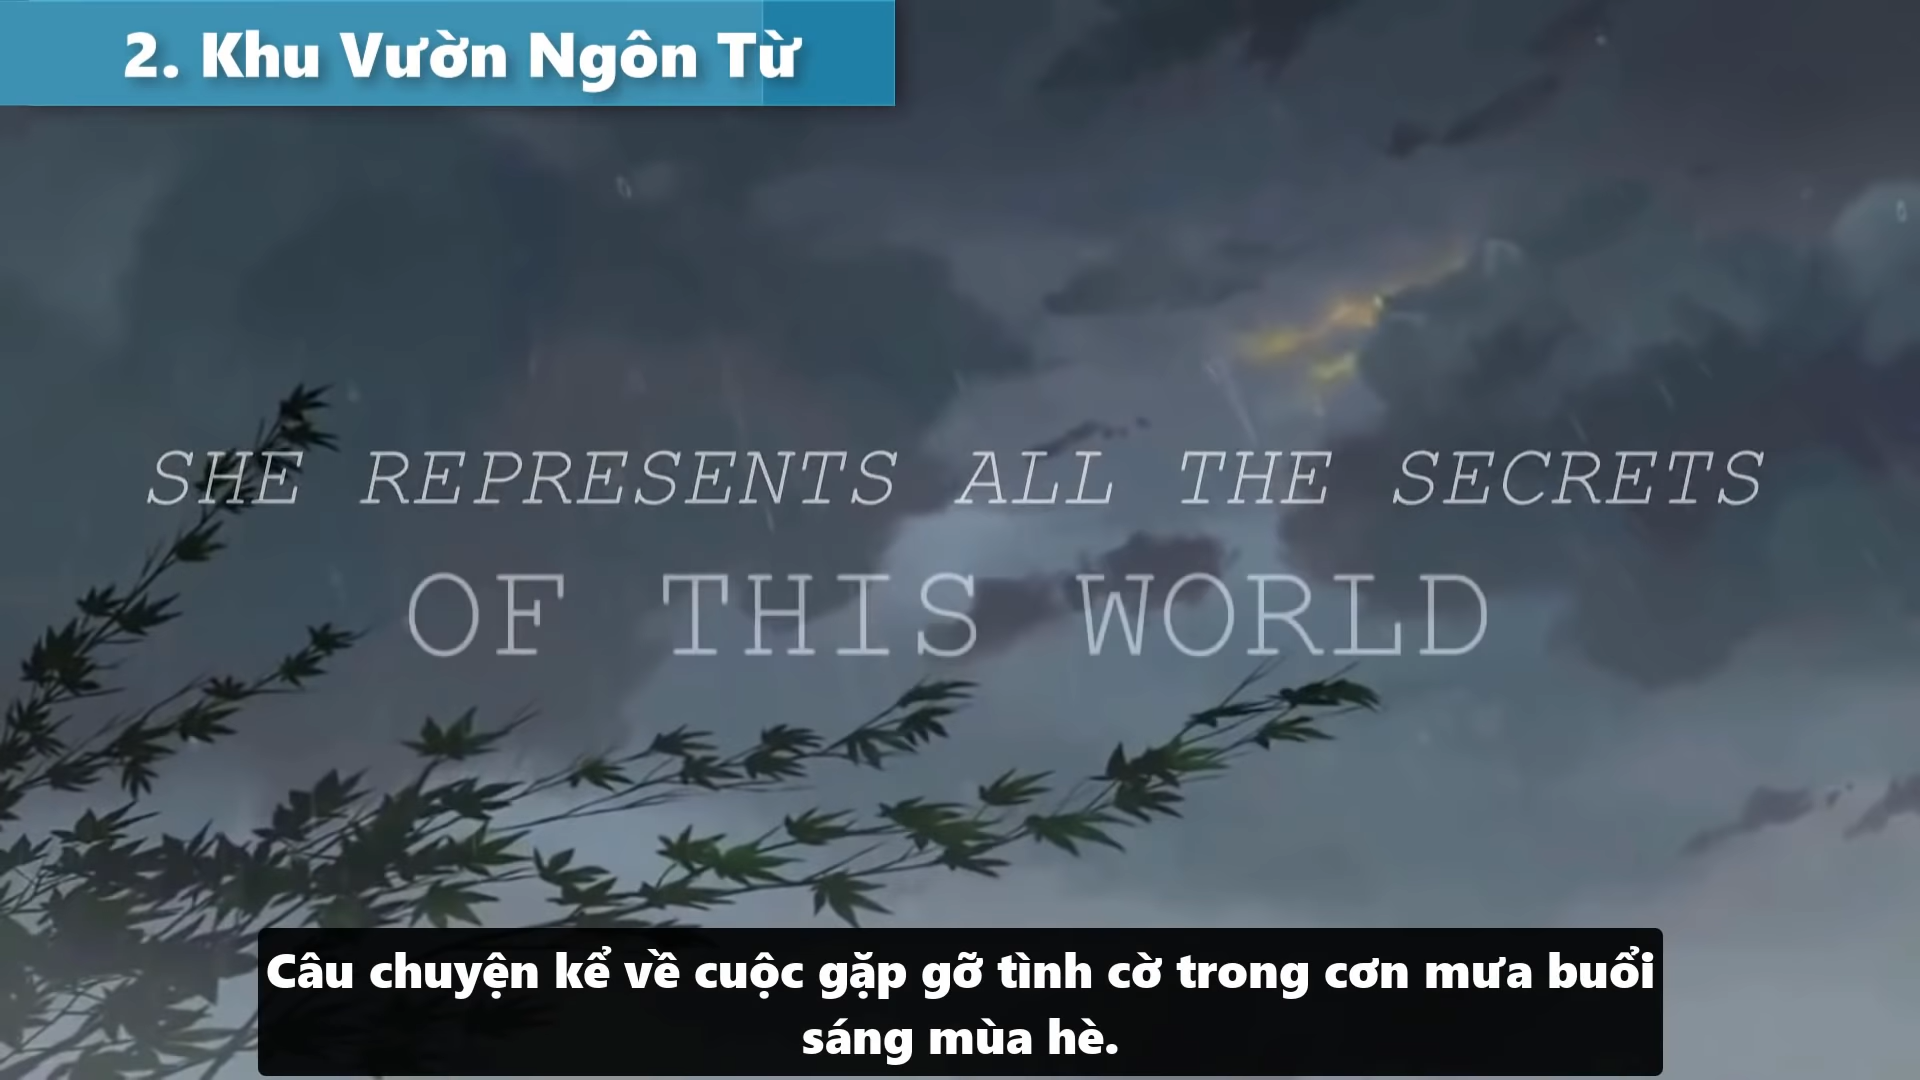 2. Khu Vườn Ngôn Từ
SHE REPRESENTS ALL THE SECRETS
OF THIS WORLD
Câu chuyện kể về cuộc gặp gỡ tình cờ trong cơn mưa buổi
sáng mùa hè.